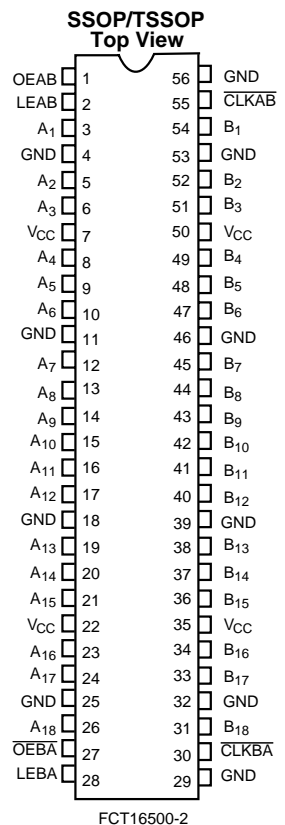 SSOP/TSSOP
Top View
OEAB 1 56 GND
LEAB 2 55 CLKAB
A1 3 54 B1
GND 4 53 GND
A2 5 52 B2
A3 6 51 B3
VCC 7 50 VCC
A4 8 49 B4
A5 9 48 B5
A6 10 47 B6
GND 11 46 GND
A7 12 45 B7
A8 13 44 B8
A9 14 43 B9
A10 15 42 B10
A11 16 41 B11
A12 17 40 B12
GND 18 39 GND
A13 19 38 B13
A14 20 37 B14
A15 21 36 B15
VCC 22 35 VCC
A16 23 34 B16
A17 24 33 B17
GND 25 32 GND
A18 26 31 B18
OEBA 27 30 CLKBA
LEBA 28 29 GND
FCT16500-2